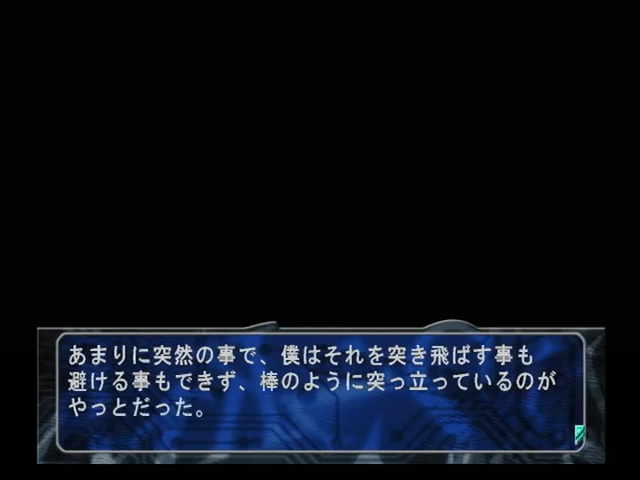 あまりに突然の事で、僕はそれを突き飛ばす事も
避ける事もできず、棒のように突っ立っているのが
やっとだった。